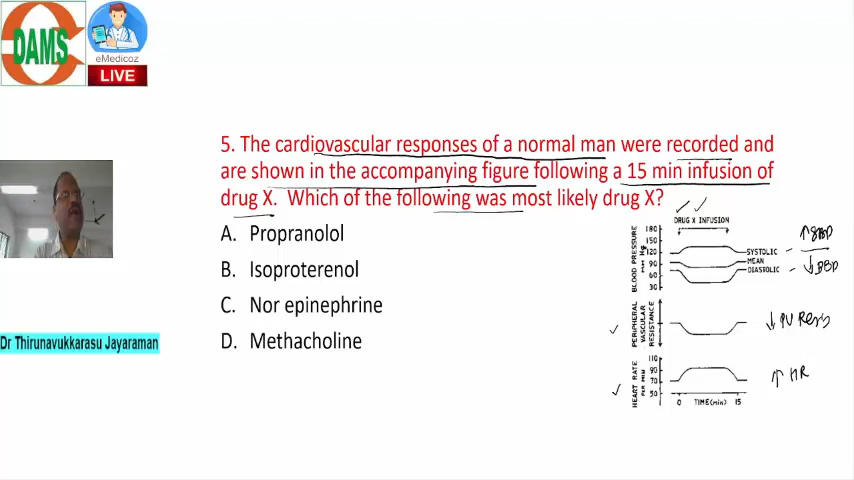 DAMS
eMedicoz
LIVE
5. The cardiovascular responses of a normal man were recorded and
are shown in the accompanying figure following a 15 min infusion of
drug X. Which of the following was most likely drug X?
A. Propranolol
B. Isoproterenol
C. Nor epinephrine
D. Methacholine
Dr Thirunavukkarasu Jayaraman
DRUG X INFUSION
BLOOD PRESSURE
mm Hg
180
150
120
90
60
30
SYSTOLIC
MEAN
DIASTOLIC
↑ SBP
↓ DBP
PERIPHERAL
VASCULAR
RESISTANCE
↓ PV Resis
HEART RATE
PER MIN
110
90
70
50
↑ HR
0 TIME(min) 15